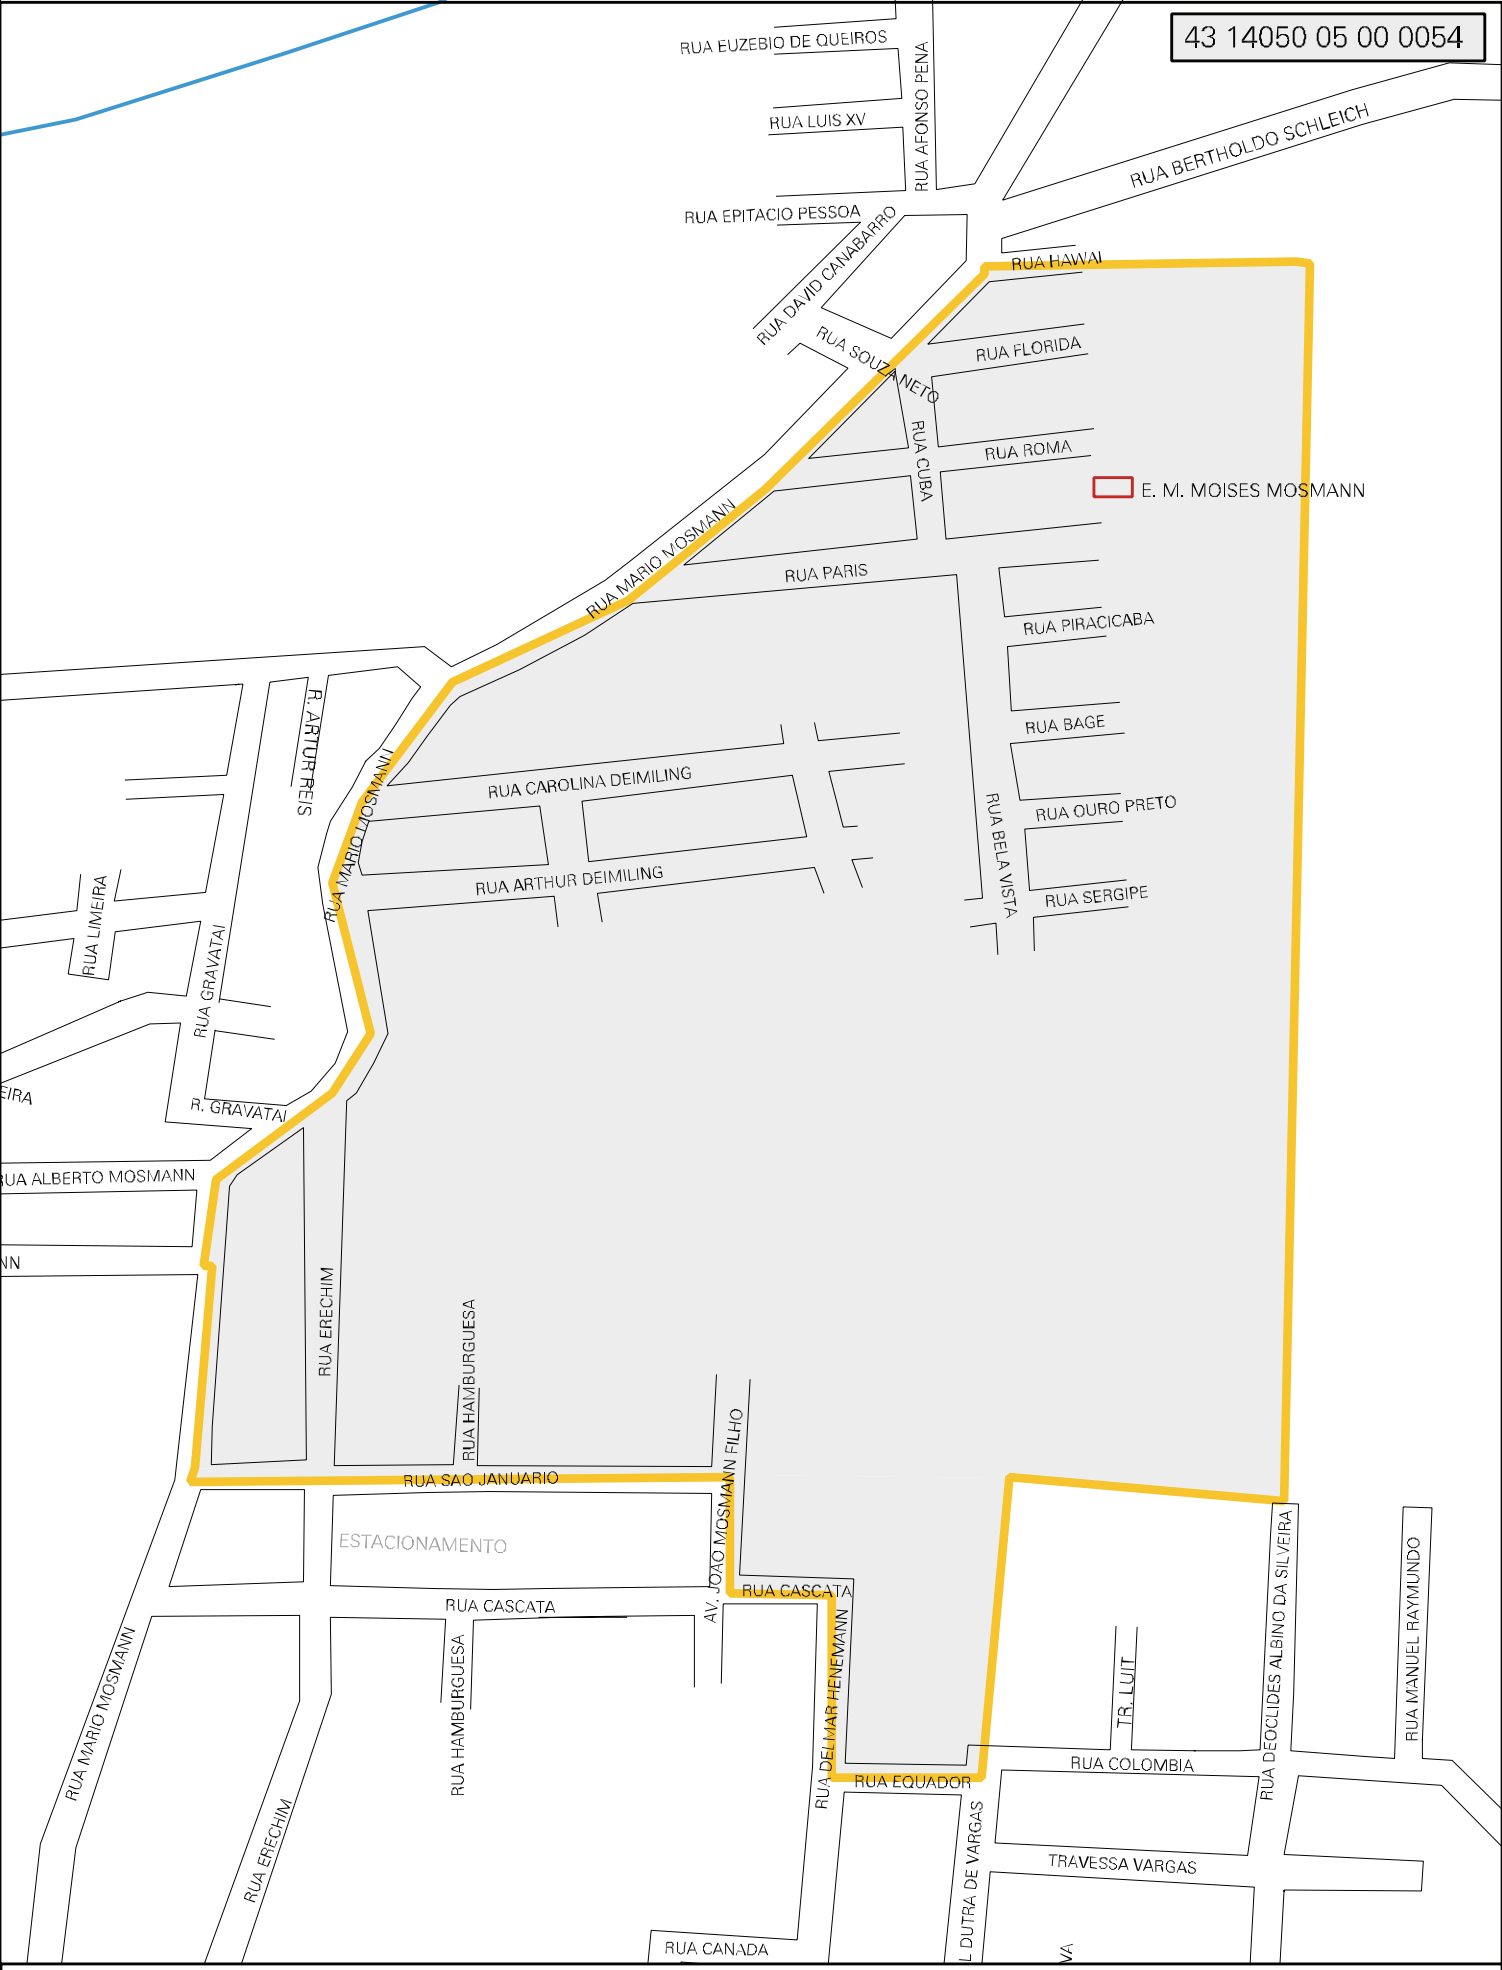 43 14050 05 00 0054
RUA EUZEBIO DE QUEIROS
RUA AFONSO PENA
RUA LUIS XV
RUA BERTHOLDO SCHLEICH
RUA EPITACIO PESSOA
RUA DAVID CANABARRO
RUA HAWAI
RUA SOUZA NETO
RUA FLORIDA
RUA CUBA
RUA ROMA
E. M. MOISES MOSMANN
RUA MARIO MOSMANN
RUA PARIS
RUA PIRACICABA
R. ARTUR REIS
RUA BAGE
RUA CAROLINA DEIMILING
RUA MARIO MOSMANN
RUA OURO PRETO
RUA BELA VISTA
RUA ARTHUR DEIMILING
RUA SERGIPE
RUA LIMEIRA
RUA GRAVATAI
EIRA
R. GRAVATAI
RUA ALBERTO MOSMANN
NN
RUA ERECHIM
RUA HAMBURGUESA
RUA SAO JANUARIO
AV. JOAO MOSMANN FILHO
ESTACIONAMENTO
RUA CASCATA
RUA CASCATA
RUA DELMAR HENEMANN
RUA DEOCLIDES ALBINO DA SILVEIRA
RUA MANUEL RAYMUNDO
RUA MARIO MOSMANN
RUA HAMBURGUESA
TR. LUIT
RUA COLOMBIA
RUA EQUADOR
RUA ERECHIM
L DUTRA DE VARGAS
TRAVESSA VARGAS
RUA CANADA
VA